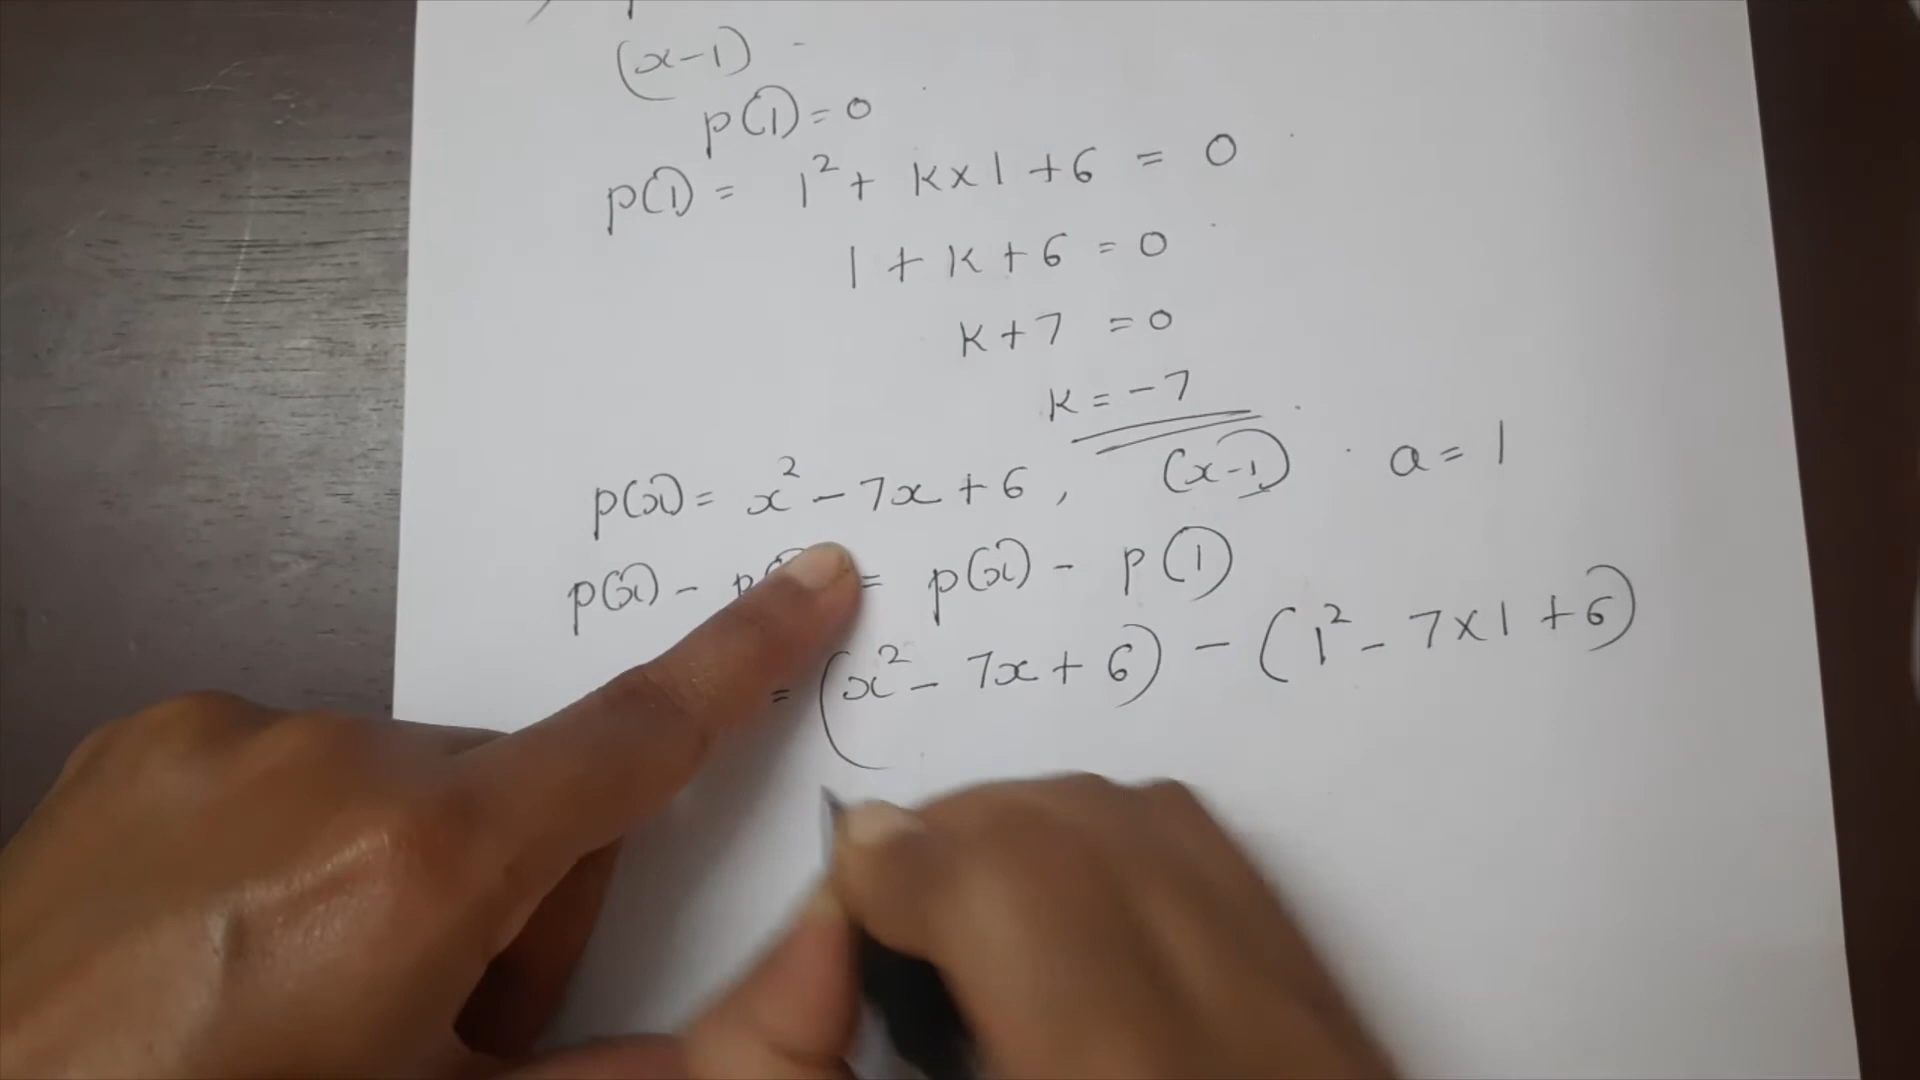 (x-1)
p(1)=0
p(1) = 1² + k×1+6 = 0
1 + k + 6 = 0
k+7 = 0
k = -7
p(x) = x² - 7x + 6, (x-1) a = 1
p(x) - = p(x) - p(1)
= (x² - 7x + 6) - (1² - 7×1 + 6)